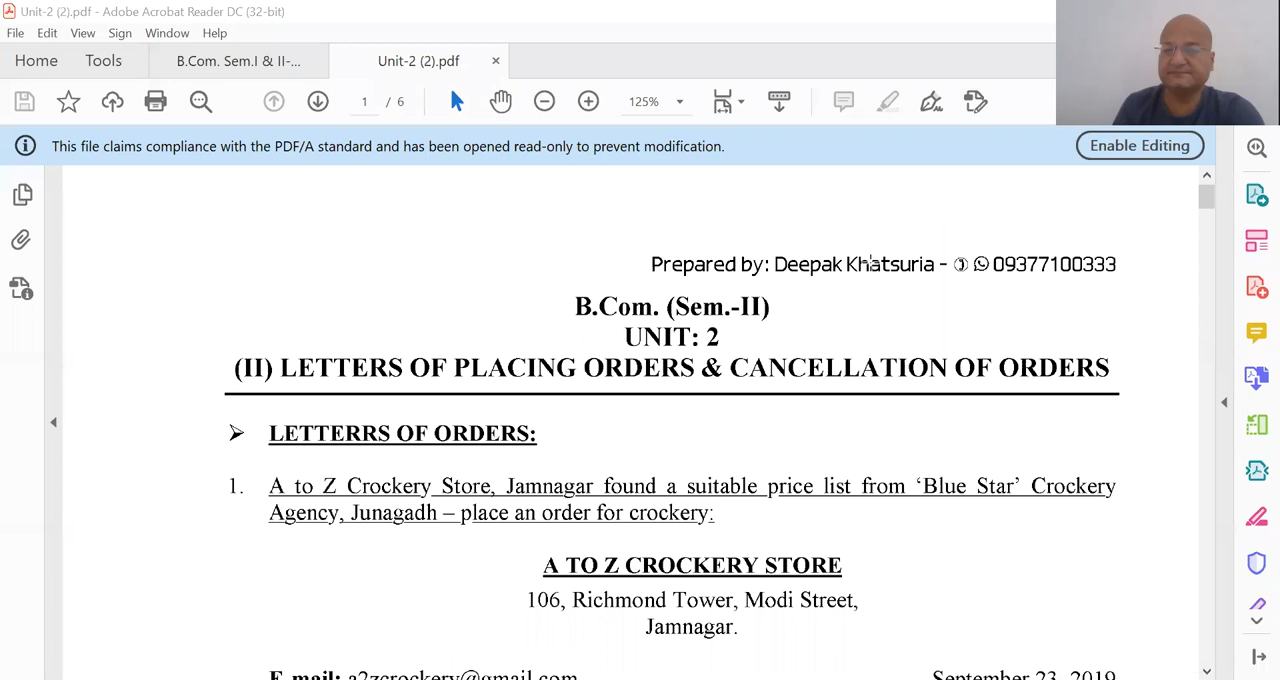 Unit-2 (2).pdf - Adobe Acrobat Reader DC (32-bit)
File Edit View Sign Window Help
Home Tools B.Com. Sem.I & II-... Unit-2 (2).pdf ×
1 / 6 125%
This file claims compliance with the PDF/A standard and has been opened read-only to prevent modification. Enable Editing
Prepared by: Deepak Khatsuria - 09377100333
B.Com. (Sem.-II)
UNIT: 2
(II) LETTERS OF PLACING ORDERS & CANCELLATION OF ORDERS
➢ LETTERRS OF ORDERS:
1. A to Z Crockery Store, Jamnagar found a suitable price list from ‘Blue Star’ Crockery
Agency, Junagadh – place an order for crockery:
A TO Z CROCKERY STORE
106, Richmond Tower, Modi Street,
Jamnagar.
E-mail: a2zcrockery@gmail.com September 23, 2019